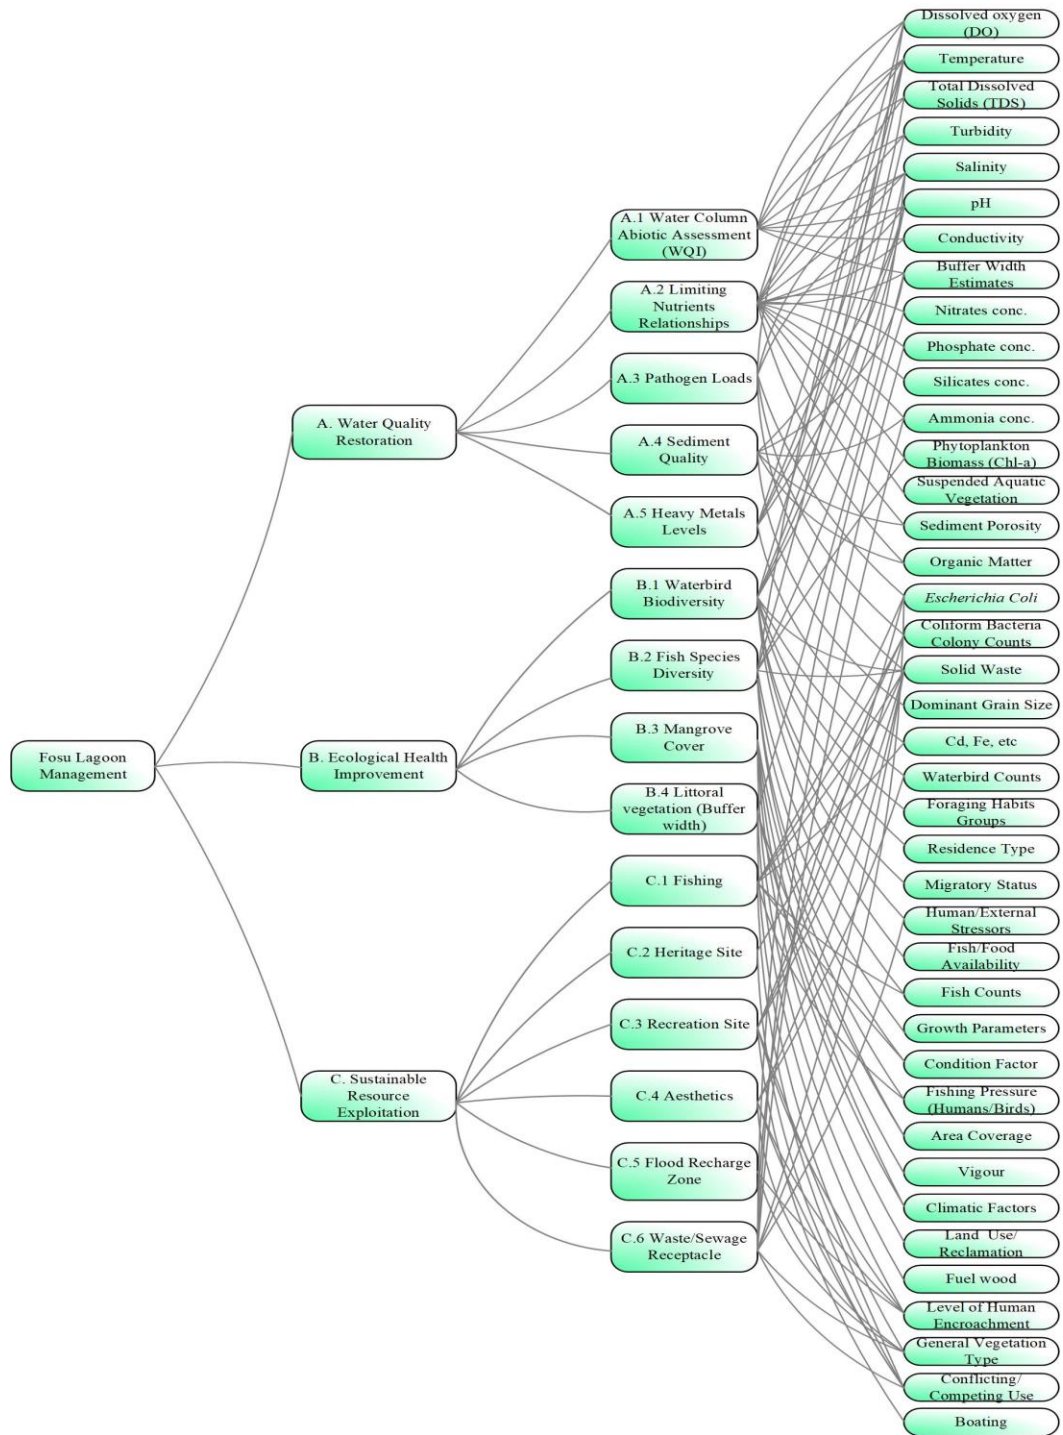 Fosu Lagoon
Management
A. Water Quality
Restoration
B. Ecological Health
Improvement
C. Sustainable
Resource
Exploitation
A.1 Water Column
Abiotic Assessment
(WQI)
A.2 Limiting
Nutrients
Relationships
A.3 Pathogen Loads
A.4 Sediment
Quality
A.5 Heavy Metals
Levels
B.1 Waterbird
Biodiversity
B.2 Fish Species
Diversity
B.3 Mangrove
Cover
B.4 Littoral
vegetation (Buffer
width)
C.1 Fishing
C.2 Heritage Site
C.3 Recreation Site
C.4 Aesthetics
C.5 Flood Recharge
Zone
C.6 Waste/Sewage
Receptacle
Dissolved oxygen
(DO)
Temperature
Total Dissolved
Solids (TDS)
Turbidity
Salinity
pH
Conductivity
Buffer Width
Estimates
Nitrates conc.
Phosphate conc.
Silicates conc.
Ammonia conc.
Phytoplankton
Biomass (Chl-a)
Suspended Aquatic
Vegetation
Sediment Porosity
Organic Matter
Escherichia Coli
Coliform Bacteria
Colony Counts
Solid Waste
Dominant Grain Size
Cd, Fe, etc
Waterbird Counts
Foraging Habits
Groups
Residence Type
Migratory Status
Human/External
Stressors
Fish/Food
Availability
Fish Counts
Growth Parameters
Condition Factor
Fishing Pressure
(Humans/Birds)
Area Coverage
Vigour
Climatic Factors
Land Use/
Reclamation
Fuel wood
Level of Human
Encroachment
General Vegetation
Type
Conflicting/
Competing Use
Boating